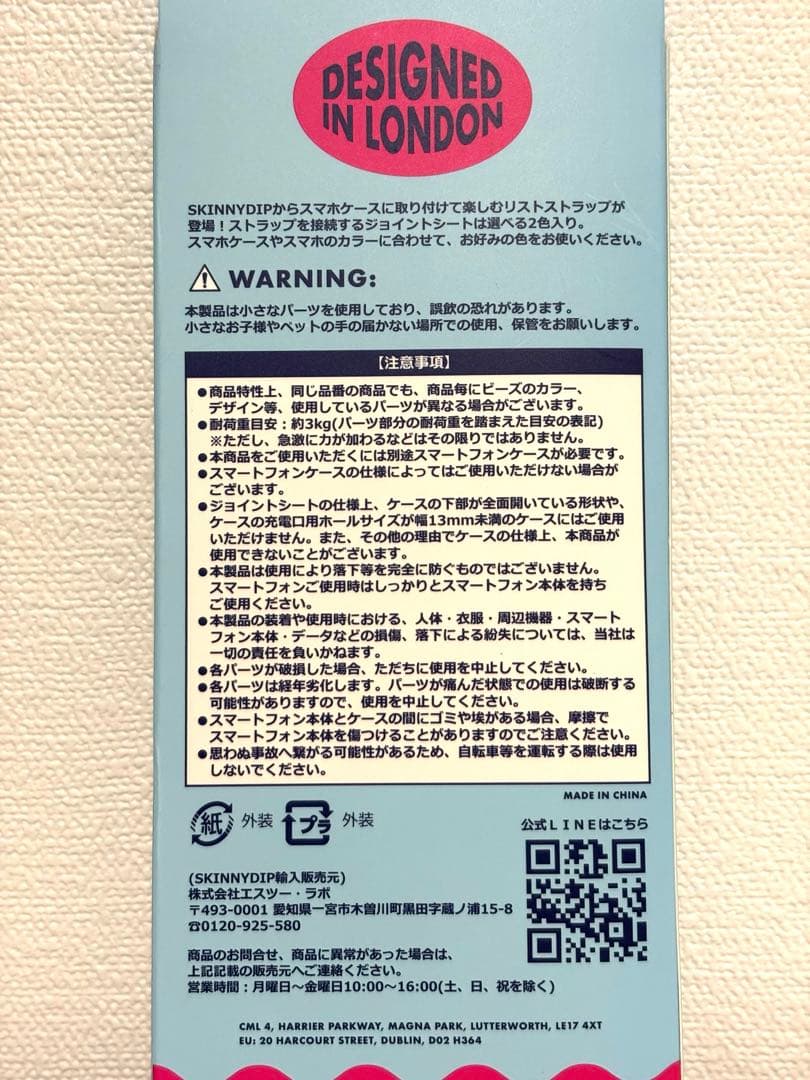 DESIGNED
IN LONDON
SKINNYDIPからスマホケースに取り付けて楽しむリストストラップが
登場！ストラップを接続するジョイントシートは選べる2色入り。
スマホケースやスマホのカラーに合わせて、お好みの色をお使いください。
WARNING:
本製品は小さなパーツを使用しており、誤飲の恐れがあります。
小さなお子様やペットの手の届かない場所での使用、保管をお願いします。
【注意事項】
●商品特性上、同じ品番の商品でも、商品毎にビーズのカラー、
デザイン等、使用しているパーツが異なる場合がございます。
●耐荷重目安：約3kg(パーツ部分の耐荷重を踏まえた目安の表記)
※ただし、急激に力が加わるなどはその限りではありません。
●本商品をご使用いただくには別途スマートフォンケースが必要です。
●スマートフォンケースの仕様によってはご使用いただけない場合が
ございます。
●ジョイントシートの仕様上、ケースの下部が全面開いている形状や、
ケースの充電口用ホールサイズが幅13mm未満のケースにはご使用
いただけません。また、その他の理由でケースの仕様上、本商品が
使用できないことがございます。
●本製品は使用により落下等を完全に防ぐものではございません。
スマートフォンご使用時はしっかりとスマートフォン本体を持ち
ご使用ください。
●本製品の装着や使用時における、人体・衣服・周辺機器・スマート
フォン本体・データなどの損傷、落下による紛失については、当社は
一切の責任を負いかねます。
●各パーツが破損した場合、ただちに使用を中止してください。
●各パーツは経年劣化します。パーツが痛んだ状態での使用は破断する
可能性がありますので、使用を中止してください。
●スマートフォン本体とケースの間にゴミや埃がある場合、摩擦で
スマートフォン本体を傷つけることがありますのでご注意ください。
●思わぬ事故へ繋がる可能性があるため、自転車等を運転する際は使用
しないでください。
MADE IN CHINA
紙 外装 プラ 外装
公式ＬＩＮＥはこちら
(SKINNYDIP輸入販売元)
株式会社エスツー・ラボ
〒493-0001 愛知県一宮市木曽川町黒田字蔵ノ浦15-8
☎0120-925-580
商品のお問合せ、商品に異常があった場合は、
上記記載の販売元へご連絡ください。
営業時間：月曜日～金曜日10:00～16:00(土、日、祝を除く)
CML 4, HARRIER PARKWAY, MAGNA PARK, LUTTERWORTH, LE17 4XT
EU: 20 HARCOURT STREET, DUBLIN, D02 H364